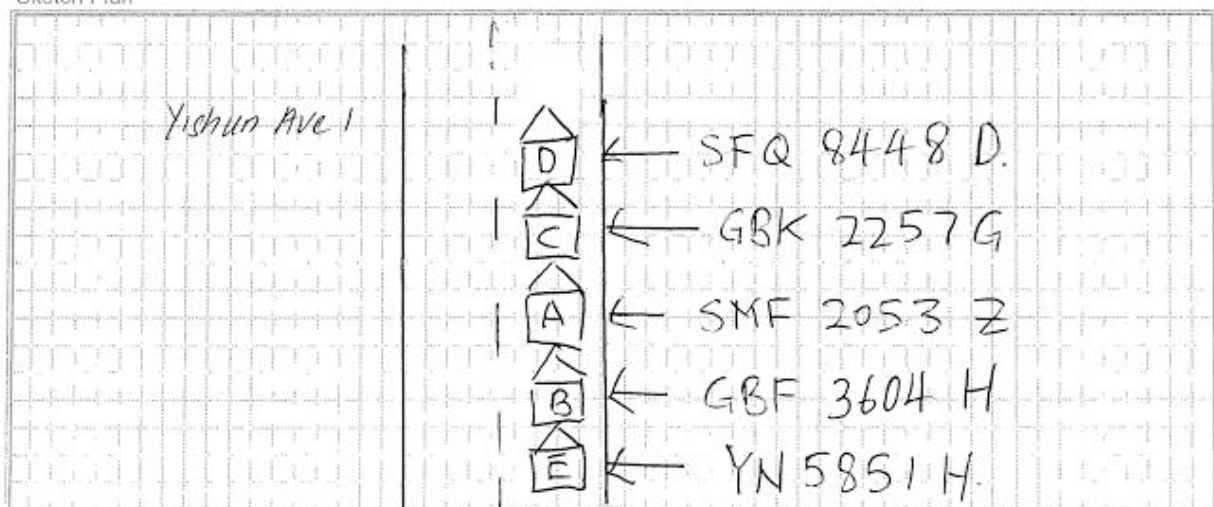 Sketch Plan
Yishun Ave 1
D
SFQ 8448 D.
C
GBK 2257 G
A
SMF 2053 Z
B
GBF 3604 H
E
YN 5851 H.